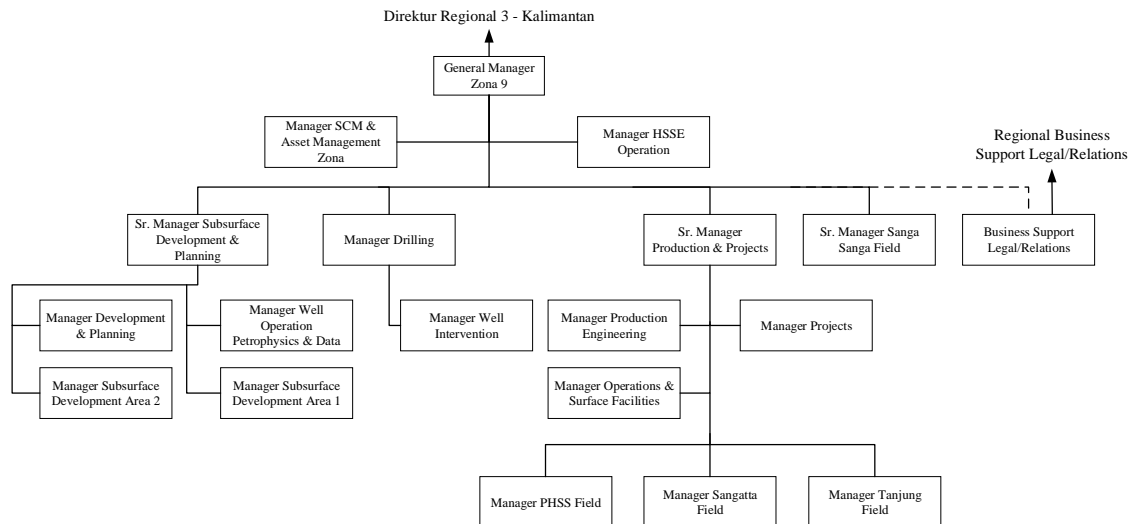 Direktur Regional 3 - Kalimantan
General Manager
Zona 9
Manager SCM &
Asset Management
Zona
Manager HSSE
Operation
Regional Business
Support Legal/Relations
Sr. Manager Subsurface
Development &
Planning
Manager Drilling
Sr. Manager
Production & Projects
Sr. Manager Sanga
Sanga Field
Business Support
Legal/Relations
Manager Development
& Planning
Manager Well
Operation
Petrophysics & Data
Manager Well
Intervention
Manager Production
Engineering
Manager Projects
Manager Subsurface
Development Area 2
Manager Subsurface
Development Area 1
Manager Operations &
Surface Facilities
Manager PHSS Field
Manager Sangatta
Field
Manager Tanjung
Field